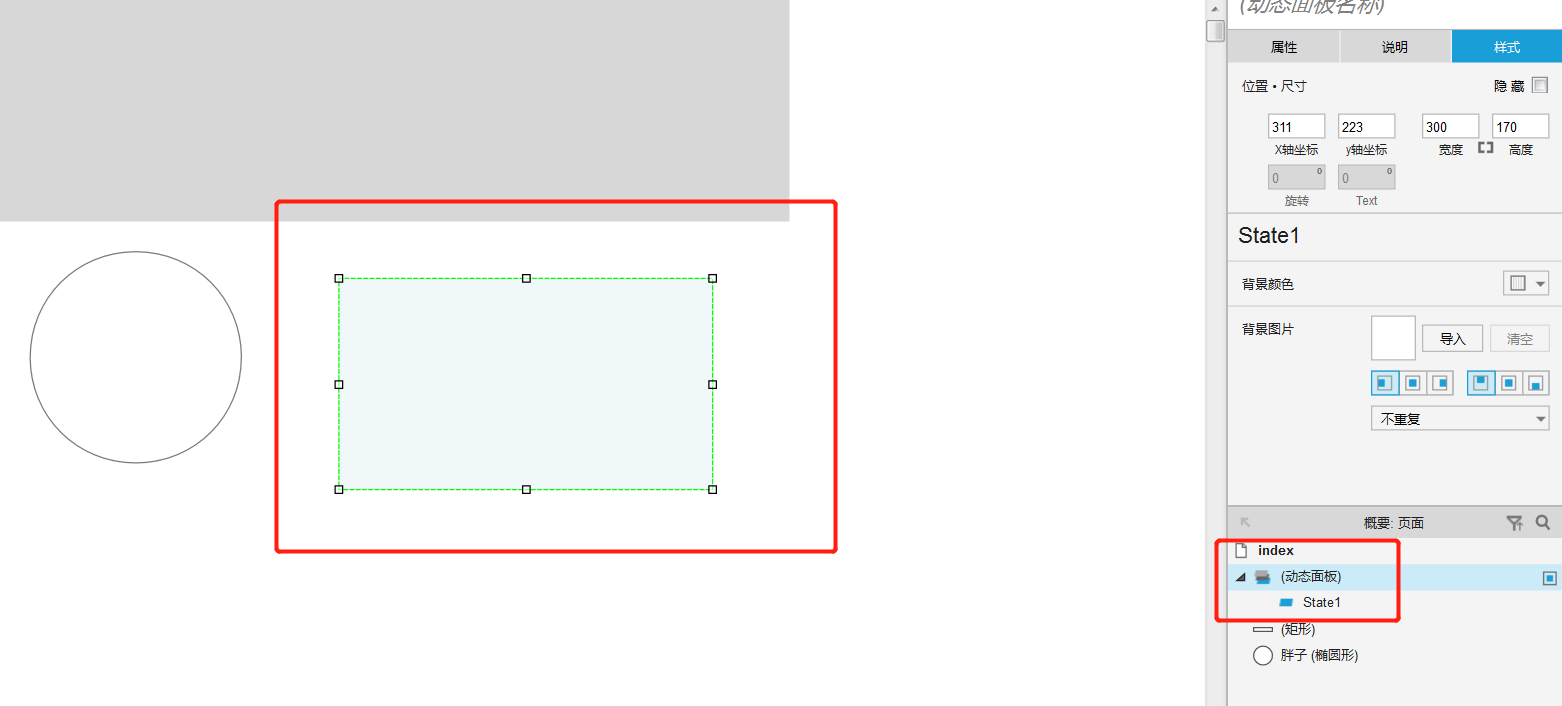 (动态面板名称)
属性 说明 样式
位置 • 尺寸 隐 藏
311 223 300 170
X轴坐标 y轴坐标 宽度 高度
0 ° 0 °
旋转 Text
State1
背景颜色
背景图片 导入 清空
不重复
概要: 页面
index
(动态面板)
State1
(矩形)
胖子 (椭圆形)